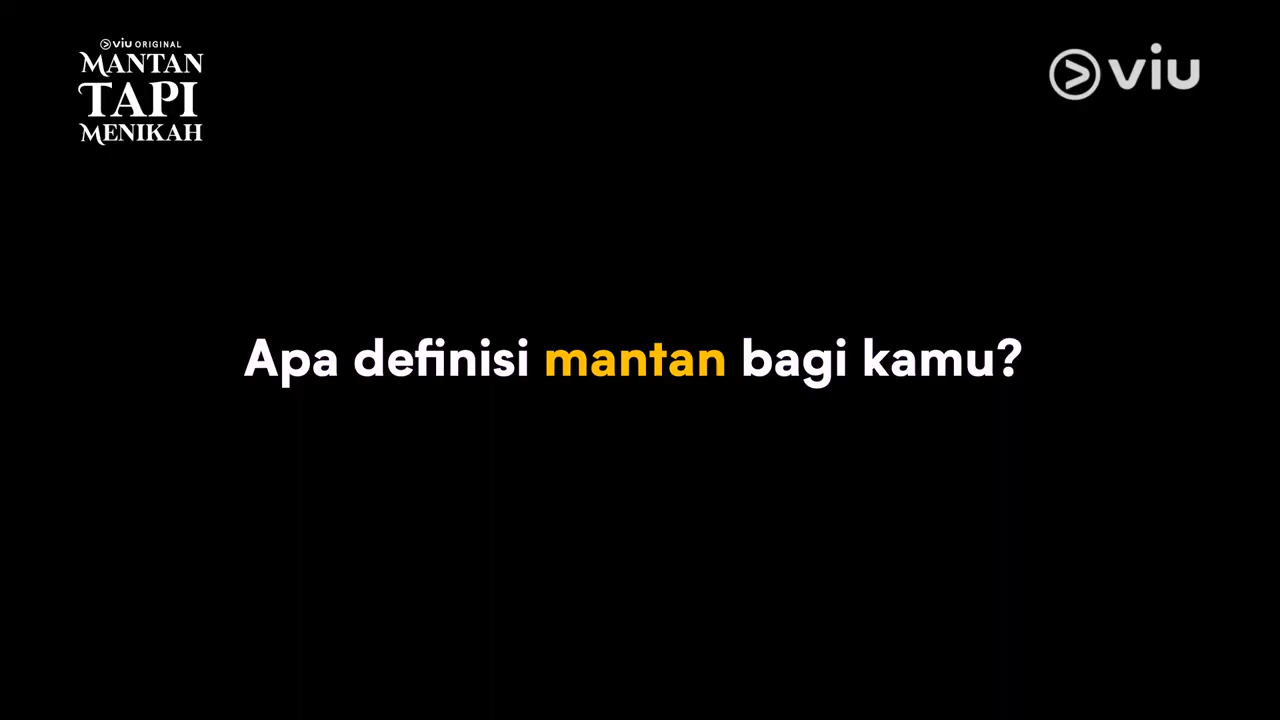 viu ORIGINAL
MANTAN
TAPI
MENIKAH
viu
Apa definisi mantan bagi kamu?